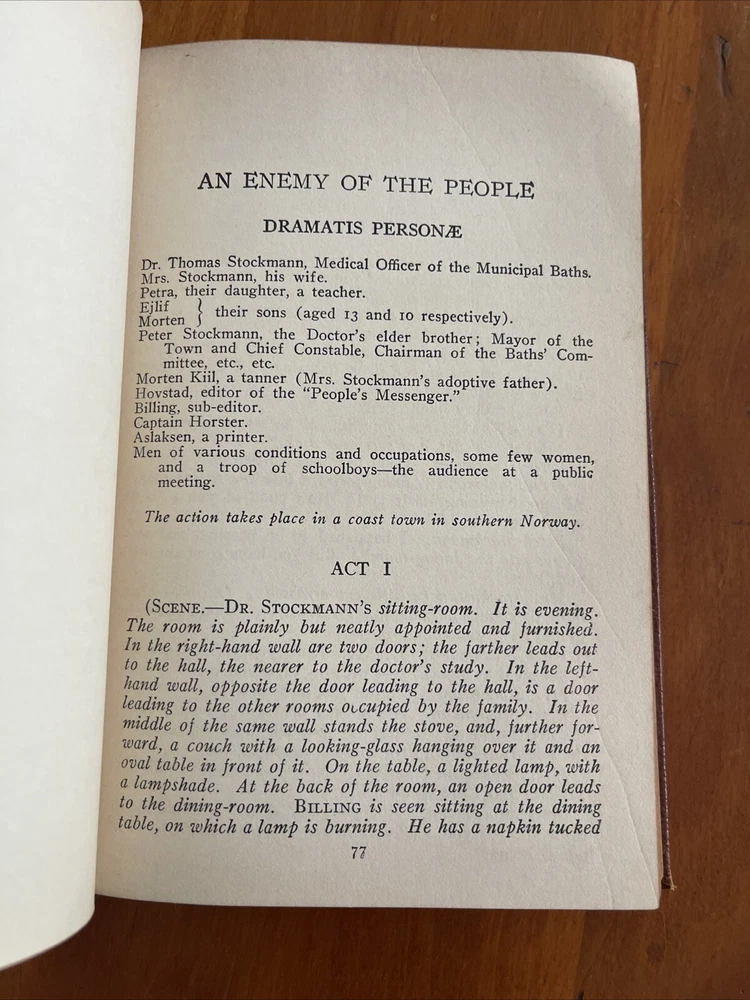 AN ENEMY OF THE PEOPLE
DRAMATIS PERSONÆ
Dr. Thomas Stockmann, Medical Officer of the Municipal Baths.
Mrs. Stockmann, his wife.
Petra, their daughter, a teacher.
Ejlif
Morten } their sons (aged 13 and 10 respectively).
Peter Stockmann, the Doctor's elder brother; Mayor of the
Town and Chief Constable, Chairman of the Baths' Com-
mittee, etc., etc.
Morten Kiil, a tanner (Mrs. Stockmann's adoptive father).
Hovstad, editor of the "People's Messenger."
Billing, sub-editor.
Captain Horster.
Aslaksen, a printer.
Men of various conditions and occupations, some few women,
and a troop of schoolboys—the audience at a public
meeting.
The action takes place in a coast town in southern Norway.
ACT I
(SCENE.—DR. STOCKMANN'S sitting-room. It is evening.
The room is plainly but neatly appointed and furnished.
In the right-hand wall are two doors; the farther leads out
to the hall, the nearer to the doctor's study. In the left-
hand wall, opposite the door leading to the hall, is a door
leading to the other rooms occupied by the family. In the
middle of the same wall stands the stove, and, further for-
ward, a couch with a looking-glass hanging over it and an
oval table in front of it. On the table, a lighted lamp, with
a lampshade. At the back of the room, an open door leads
to the dining-room. BILLING is seen sitting at the dining
table, on which a lamp is burning. He has a napkin tucked
77